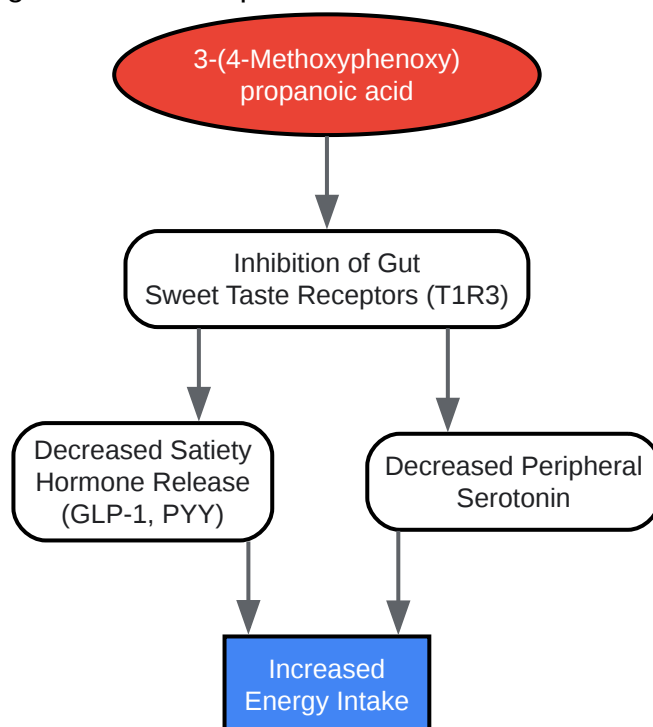 3-(4-Methoxyphenoxy)
propanoic acid
Inhibition of Gut
Sweet Taste Receptors (T1R3)
Decreased Satiety
Hormone Release
(GLP-1, PYY)
Decreased Peripheral
Serotonin
Increased
Energy Intake